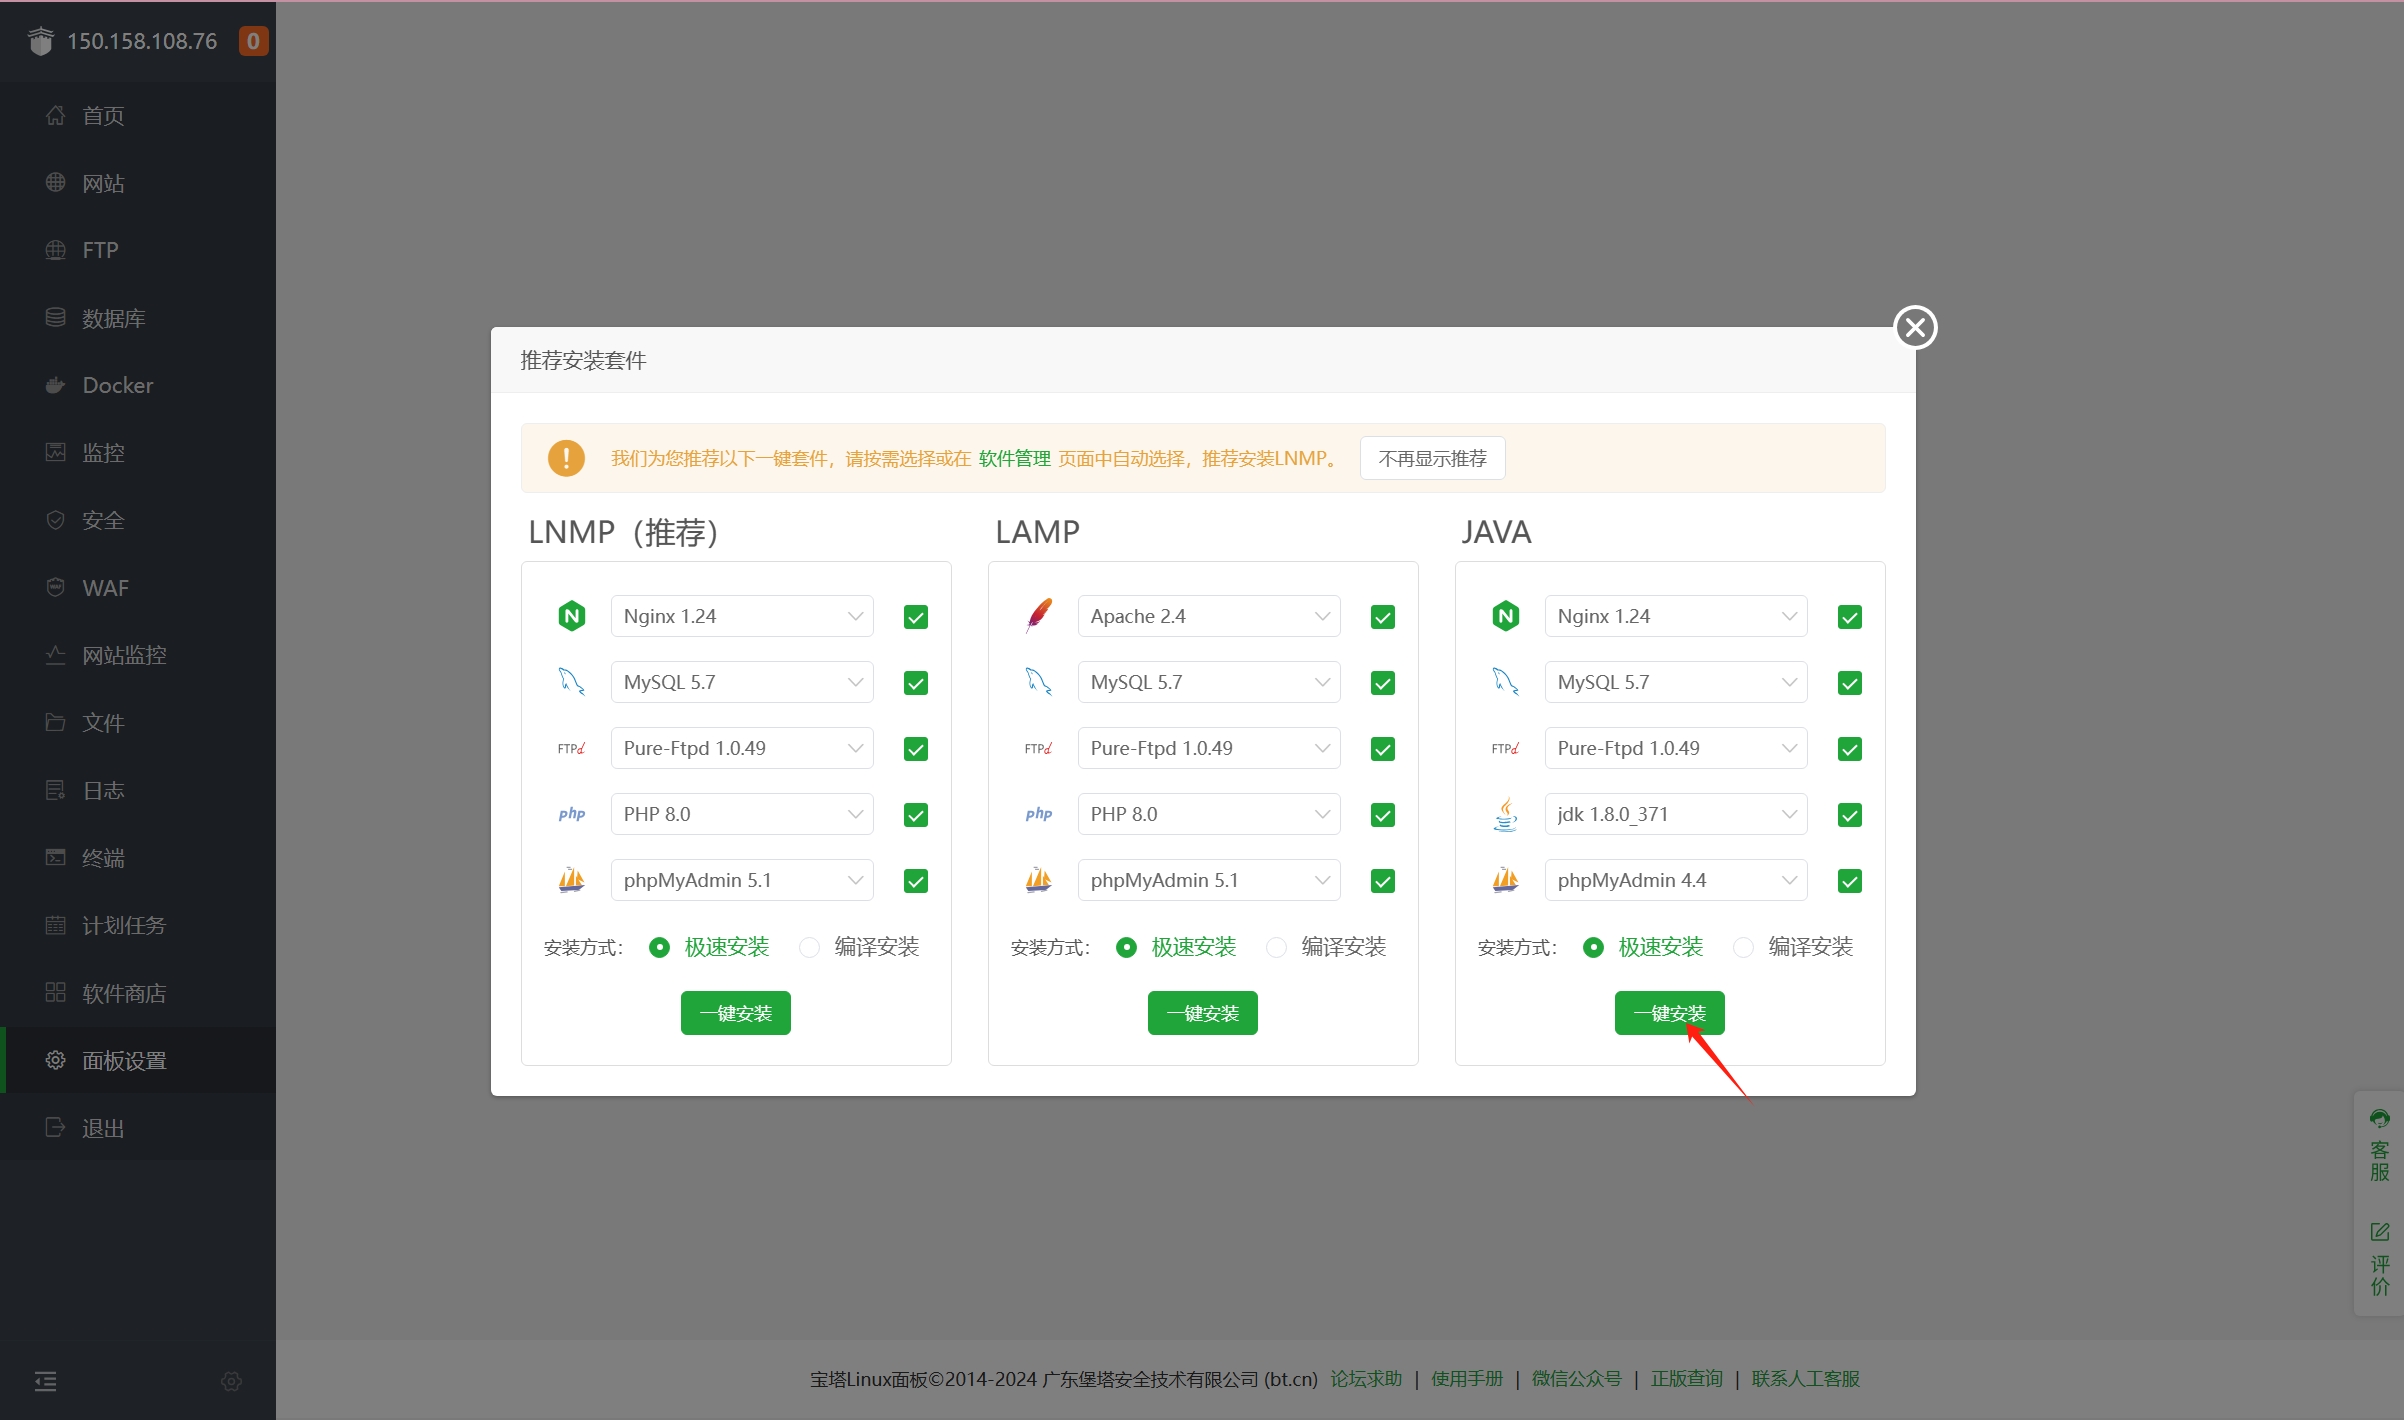 150.158.108.76 0
首页
网站
FTP
数据库
Docker
监控
安全
WAF
网站监控
文件
日志
终端
计划任务
软件商店
面板设置
退出
推荐安装套件
我们为您推荐以下一键套件，请按需选择或在 软件管理 页面中自动选择，推荐安装LNMP。 不再显示推荐
LNMP（推荐）
Nginx 1.24
MySQL 5.7
FTPd Pure-Ftpd 1.0.49
php PHP 8.0
phpMyAdmin 5.1
安装方式： 极速安装 编译安装
一键安装
LAMP
Apache 2.4
MySQL 5.7
FTPd Pure-Ftpd 1.0.49
php PHP 8.0
phpMyAdmin 5.1
安装方式： 极速安装 编译安装
一键安装
JAVA
Nginx 1.24
MySQL 5.7
FTPd Pure-Ftpd 1.0.49
jdk 1.8.0_371
phpMyAdmin 4.4
安装方式： 极速安装 编译安装
一键安装
客服
评价
宝塔Linux面板©2014-2024 广东堡塔安全技术有限公司 (bt.cn) 论坛求助 | 使用手册 | 微信公众号 | 正版查询 | 联系人工客服